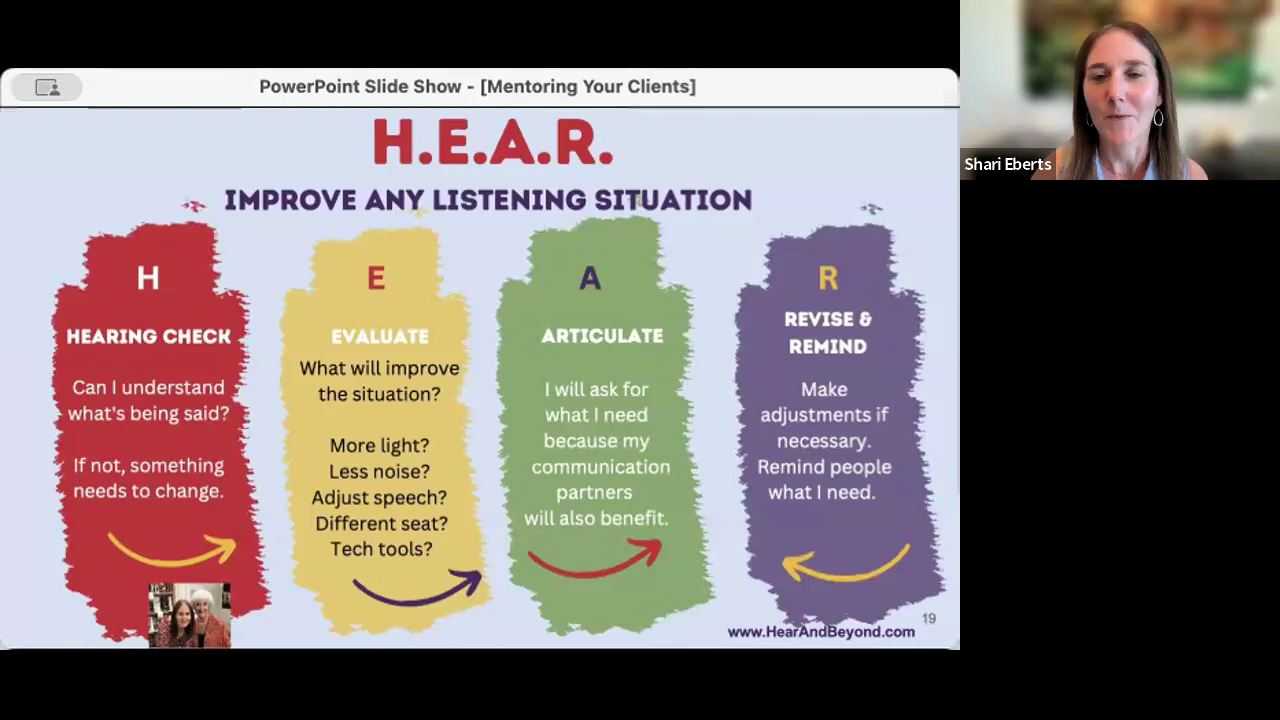 PowerPoint Slide Show - [Mentoring Your Clients]
Shari Eberts
H.E.A.R.
IMPROVE ANY LISTENING SITUATION
H
HEARING CHECK
Can I understand
what's being said?
If not, something
needs to change.
E
EVALUATE
What will improve
the situation?
More light?
Less noise?
Adjust speech?
Different seat?
Tech tools?
A
ARTICULATE
I will ask for
what I need
because my
communication
partners
will also benefit.
R
REVISE &
REMIND
Make
adjustments if
necessary.
Remind people
what I need.
19
www.HearAndBeyond.com